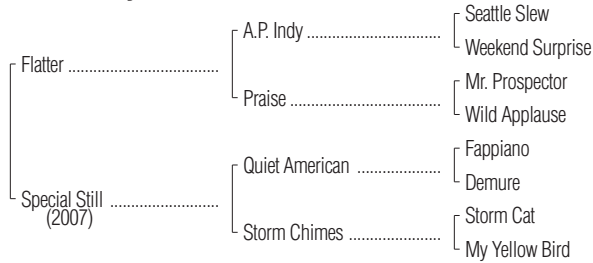 Seattle Slew
A.P. Indy ..............................
Weekend Surprise
Flatter ..................................
Mr. Prospector
Praise ..................................
Wild Applause
Fappiano
Quiet American ...................
Demure
Special Still ........................
(2007)
Storm Cat
Storm Chimes .....................
My Yellow Bird